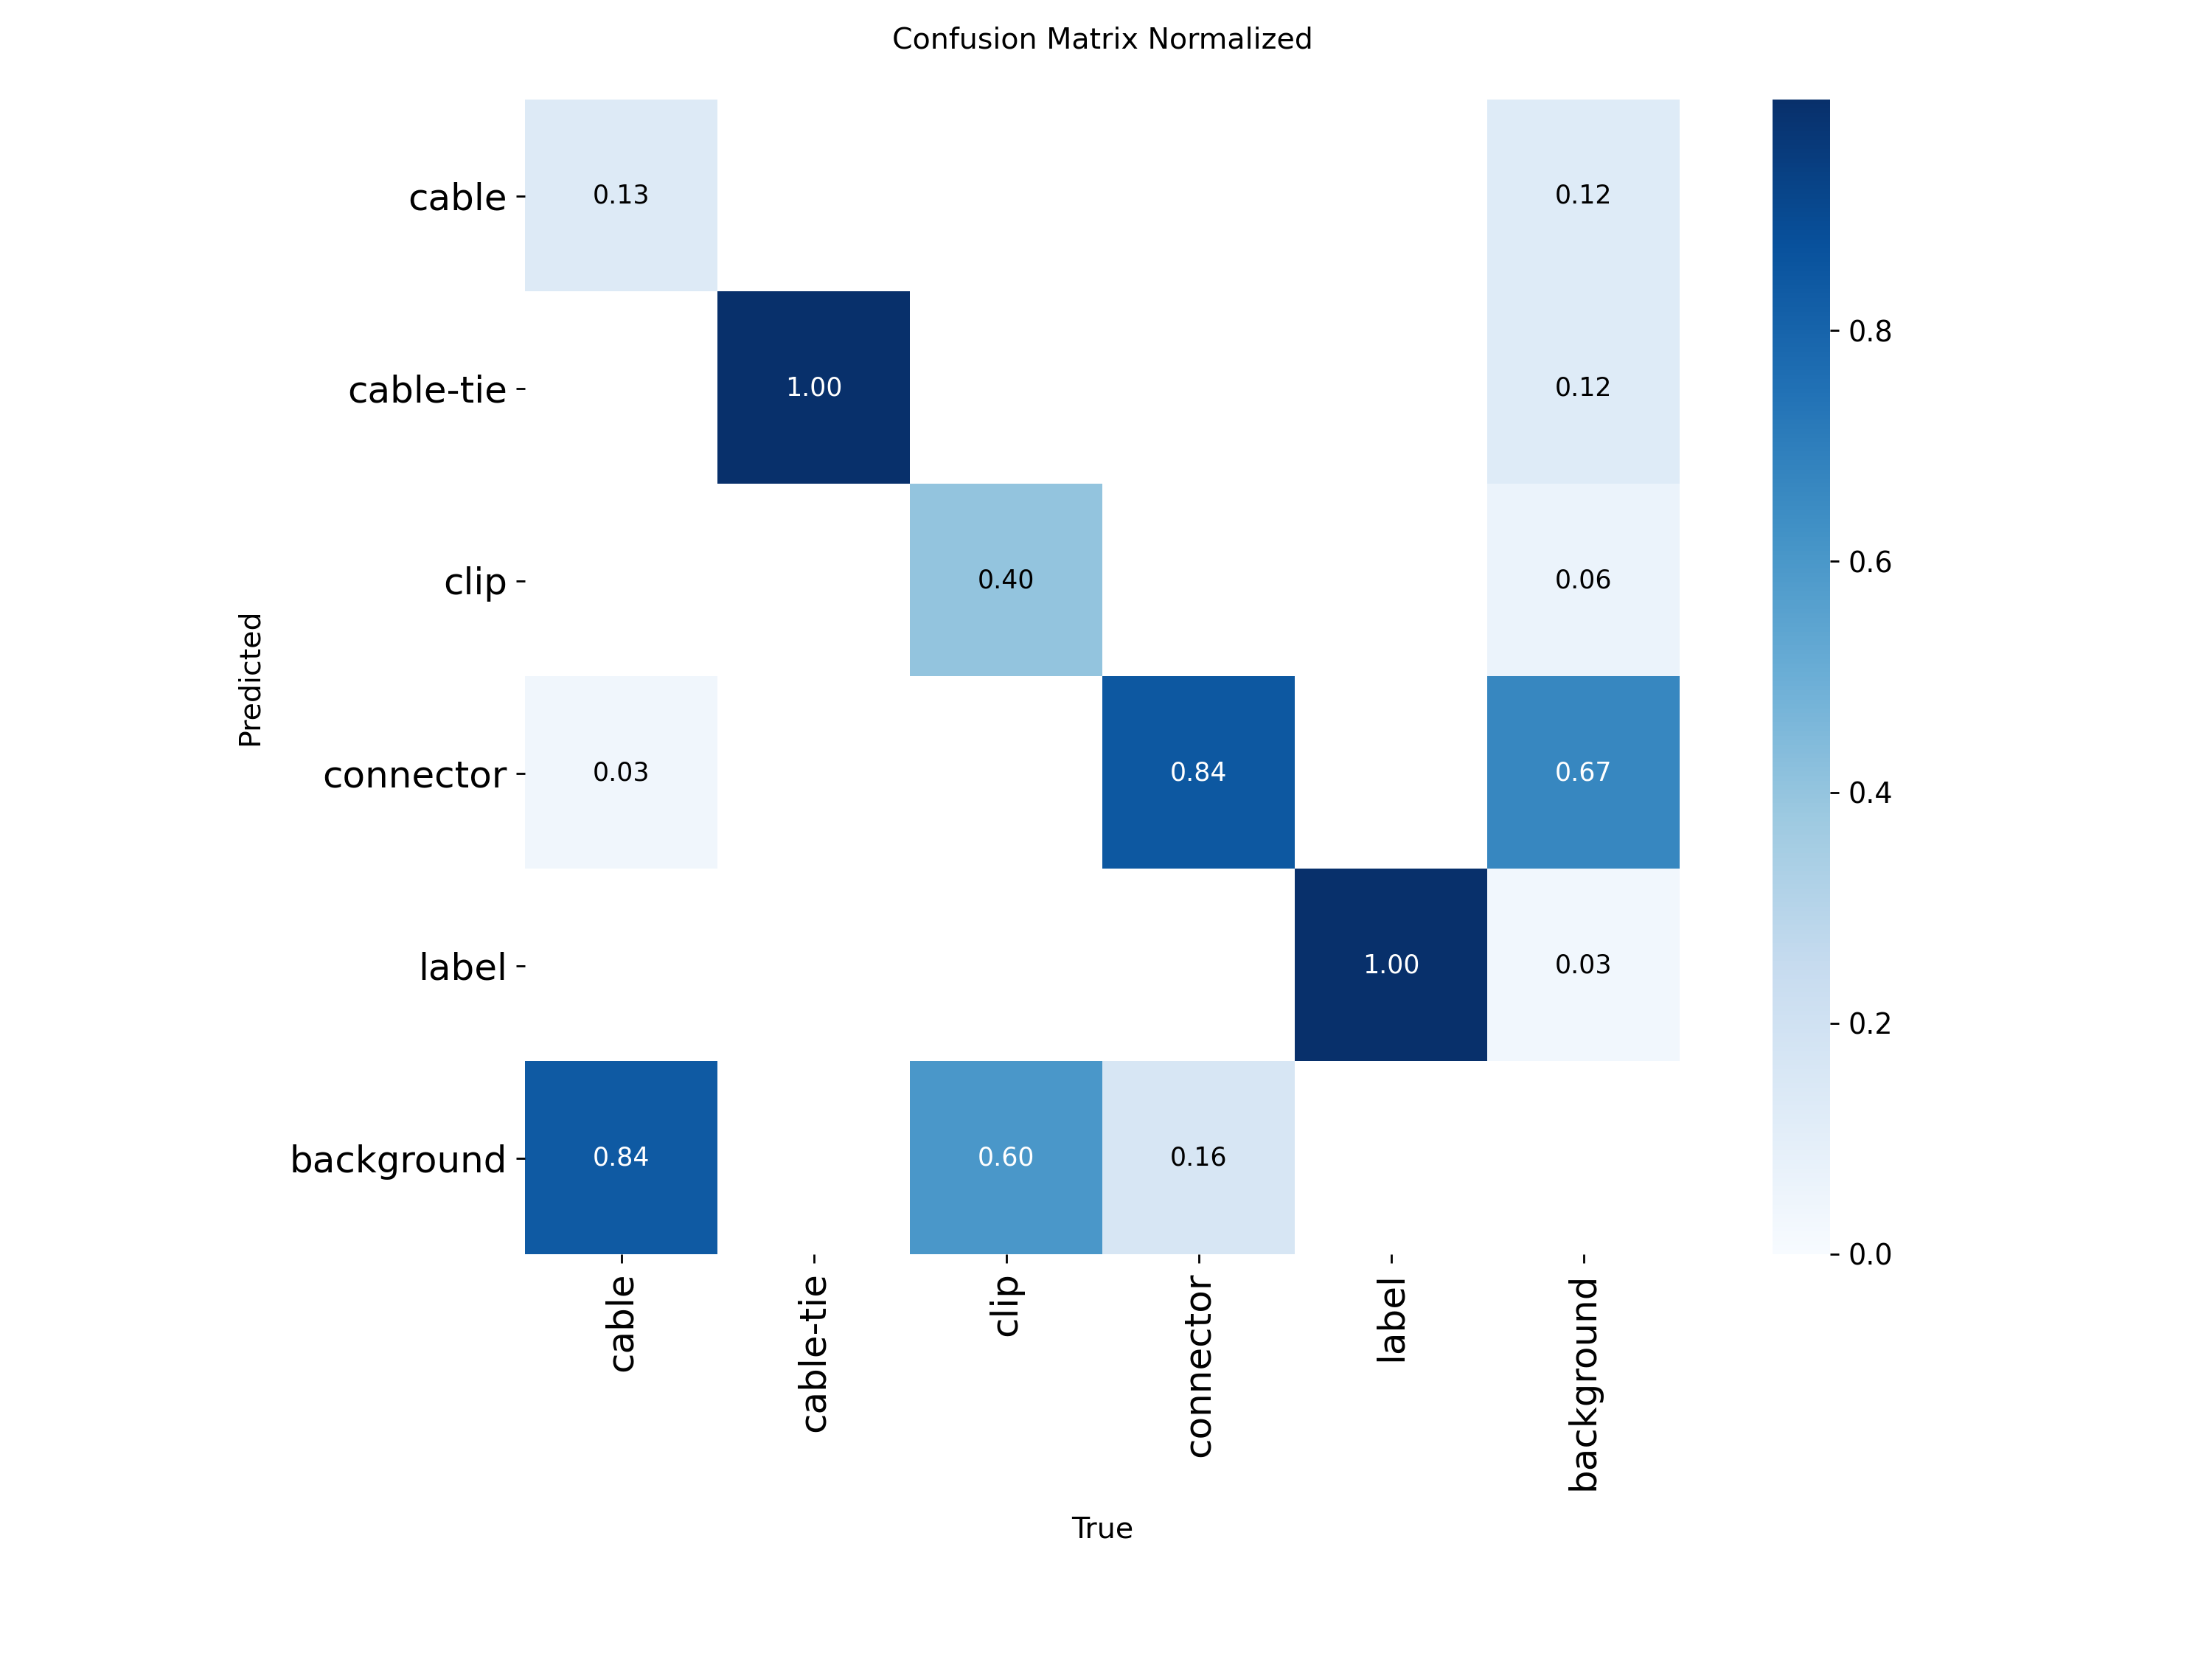 Confusion Matrix Normalized
Predicted
cable 0.13 0.12
cable-tie 1.00 0.12
clip 0.40 0.06
connector 0.03 0.84 0.67
label 1.00 0.03
background 0.84 0.60 0.16
cable cable-tie clip connector label background
True
0.8
0.6
0.4
0.2
0.0